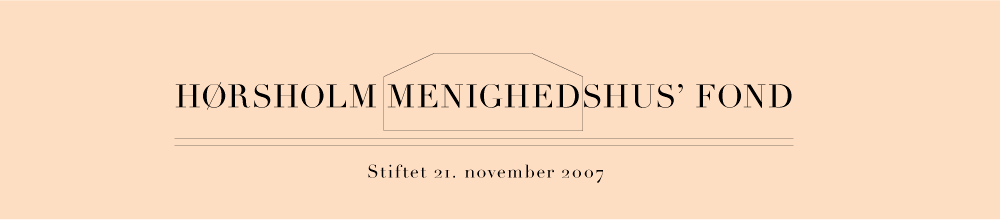 HØRSHOLM MENIGHEDSHUS’ FOND
Stiftet 21. november 2007